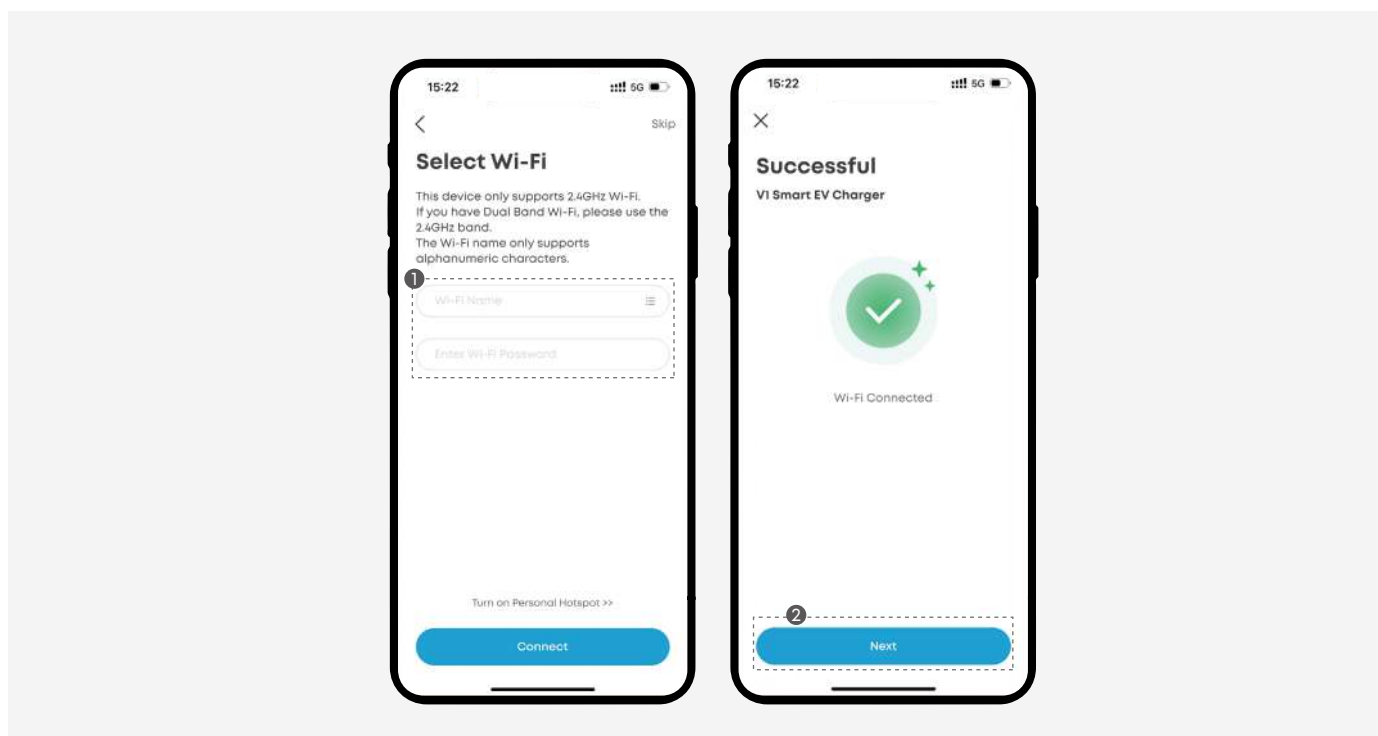 15:22
5G
Skip
Select Wi-Fi
This device only supports 2.4GHz Wi-Fi.
If you have Dual Band Wi-Fi, please use the
2.4GHz band.
The Wi-Fi name only supports
alphanumeric characters.
1
Wi-Fi Name
Enter Wi-Fi Password
Turn on Personal Hotspot >>
Connect
15:22
5G
Successful
V1 Smart EV Charger
Wi-Fi Connected
2
Next